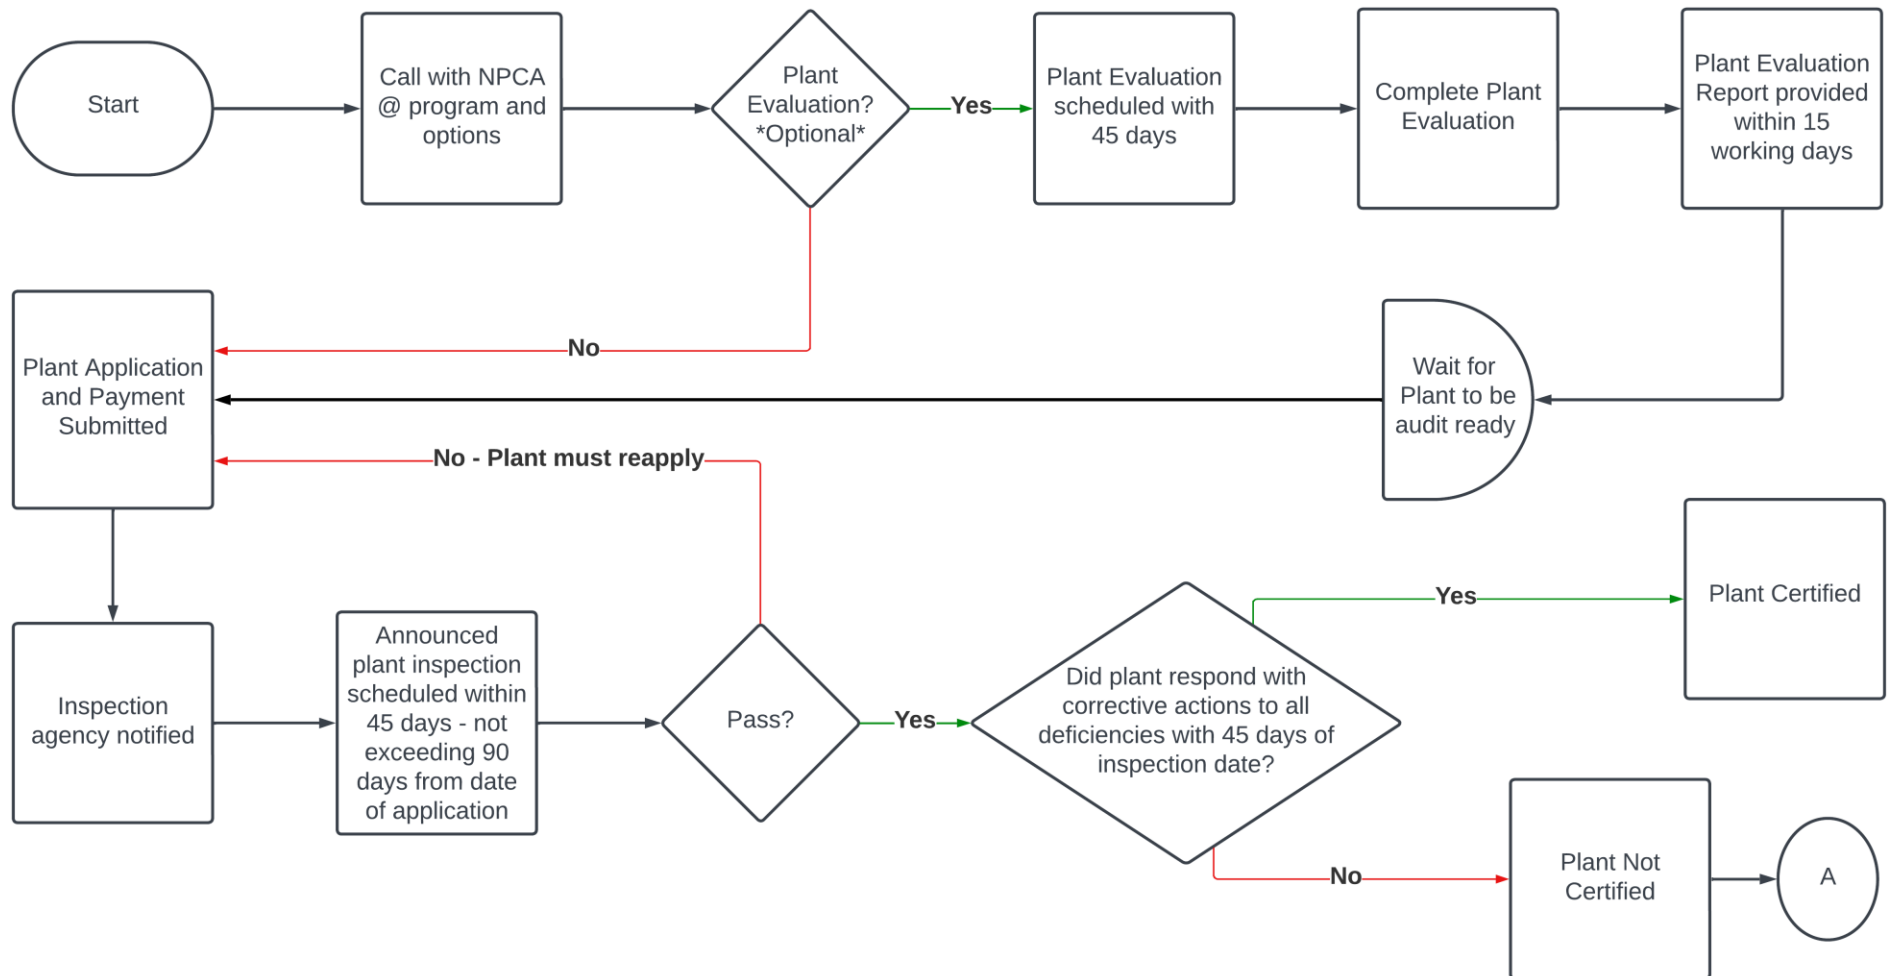 Start
Call with NPCA
@ program and
options
Plant
Evaluation?
*Optional*
Yes
Plant Evaluation
scheduled with
45 days
Complete Plant
Evaluation
Plant Evaluation
Report provided
within 15
working days
No
Plant Application
and Payment
Submitted
Wait for
Plant to be
audit ready
No - Plant must reapply
Inspection
agency notified
Announced
plant inspection
scheduled within
45 days - not
exceeding 90
days from date
of application
Pass?
Yes
Did plant respond with
corrective actions to all
deficiencies with 45 days of
inspection date?
Yes
Plant Certified
No
Plant Not
Certified
A